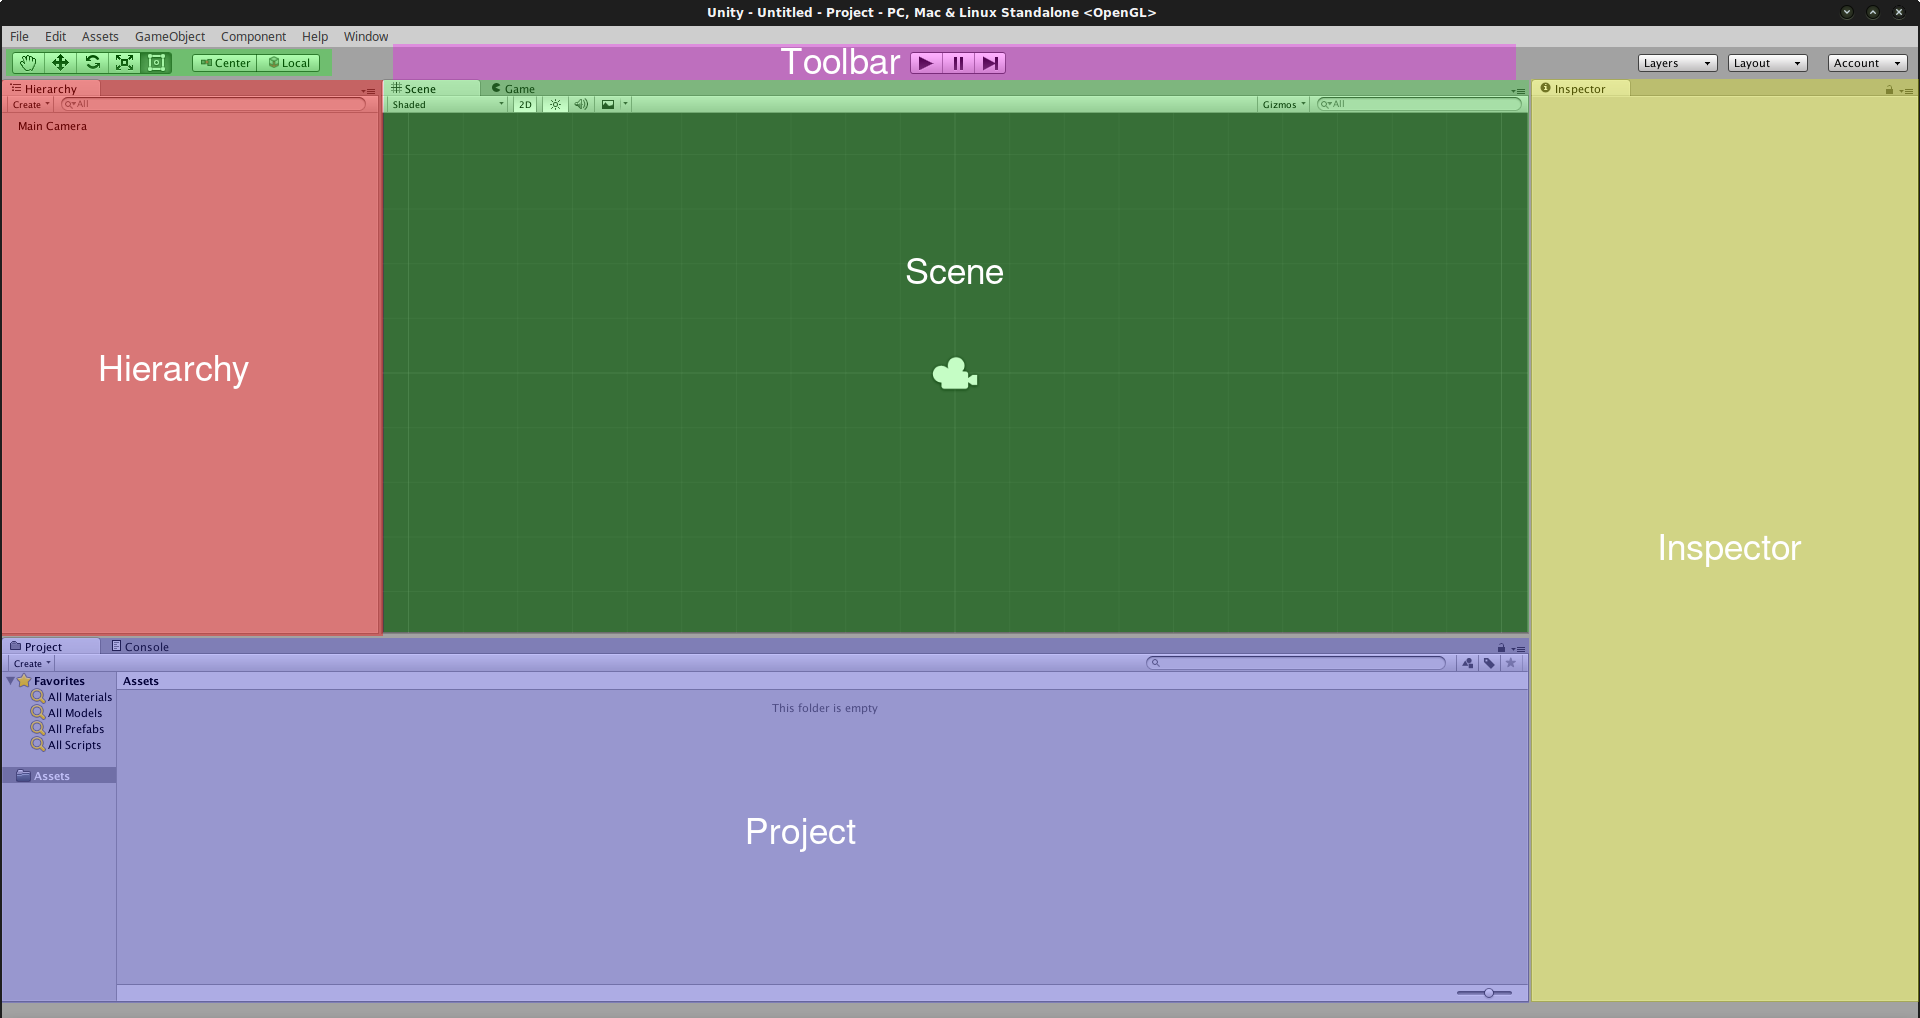 Unity - Untitled - Project - PC, Mac & Linux Standalone <OpenGL>
File Edit Assets GameObject Component Help Window
Center Local
Toolbar
Layers Layout Account
Hierarchy
Create All
Main Camera
Hierarchy
Scene Game
Shaded 2D Gizmos All
Scene
Inspector
Inspector
Project Console
Create
Favorites
All Materials
All Models
All Prefabs
All Scripts
Assets
Assets
This folder is empty
Project